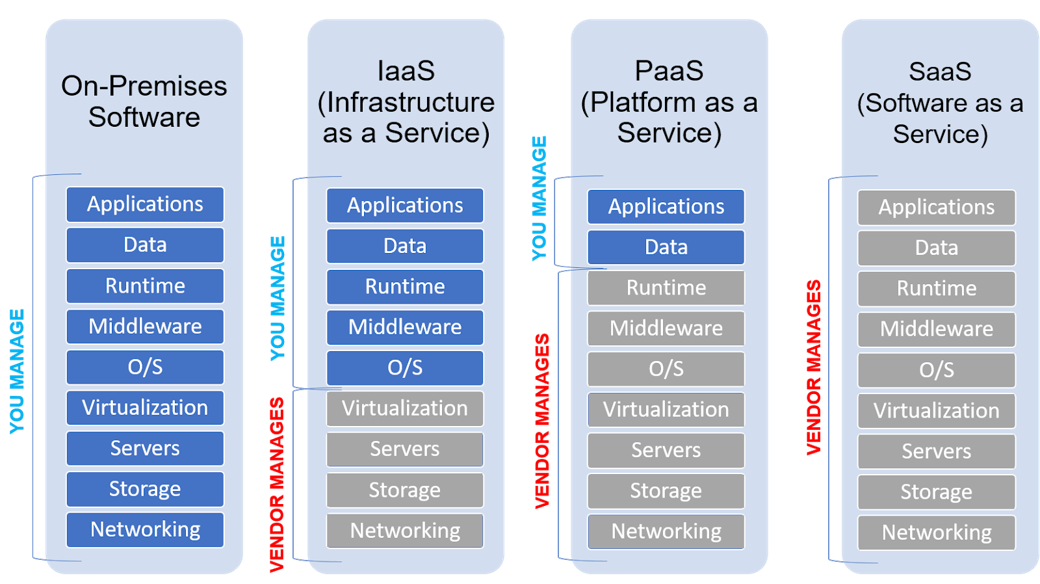 On-Premises
Software
YOU MANAGE
Applications
Data
Runtime
Middleware
O/S
Virtualization
Servers
Storage
Networking
IaaS
(Infrastructure
as a Service)
YOU MANAGE
Applications
Data
Runtime
Middleware
O/S
VENDOR MANAGES
Virtualization
Servers
Storage
Networking
PaaS
(Platform as a
Service)
YOU MANAGE
Applications
Data
VENDOR MANAGES
Runtime
Middleware
O/S
Virtualization
Servers
Storage
Networking
SaaS
(Software as a
Service)
VENDOR MANAGES
Applications
Data
Runtime
Middleware
O/S
Virtualization
Servers
Storage
Networking